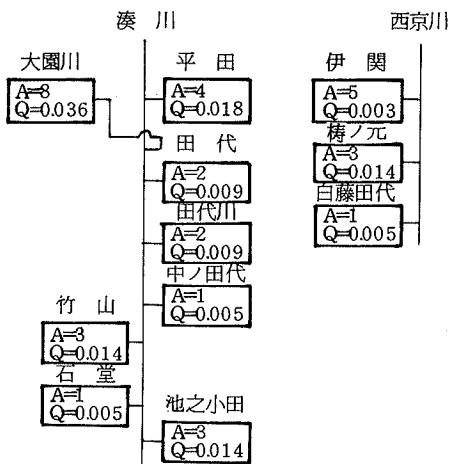 湊　川
西京川
大園川
A=8
Q=0.036
平　田
A=4
Q=0.018
田　代
A=2
Q=0.009
田代川
A=2
Q=0.009
中ノ田代
A=1
Q=0.005
竹　山
A=3
Q=0.014
石　堂
A=1
Q=0.005
池之小田
A=3
Q=0.014
伊　関
A=5
Q=0.003
梼ノ元
A=3
Q=0.014
白藤田代
A=1
Q=0.005